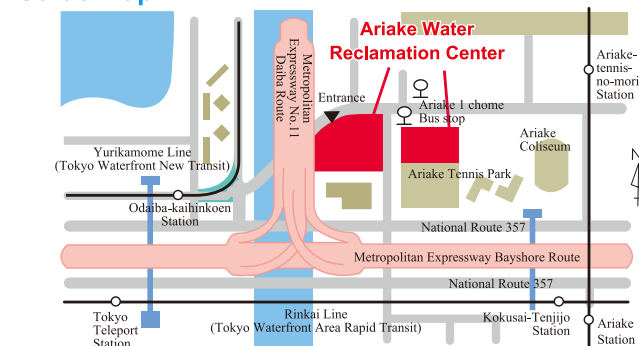 Ariake Water
Reclamation Center
Metropolitan
Expressway No.11
Daiba Route
Entrance
Ariake-
tennis-
no-mori
Station
Ariake 1 chome
Bus stop
Ariake
Coliseum
Yurikamome Line
(Tokyo Waterfront New Transit)
Ariake Tennis Park
N
Odaiba-kaihinkoen
Station
National Route 357
Metropolitan Expressway Bayshore Route
National Route 357
Tokyo
Teleport
Station
Rinkai Line
(Tokyo Waterfront Area Rapid Transit)
Kokusai-Tenjijo
Station
Ariake
Station